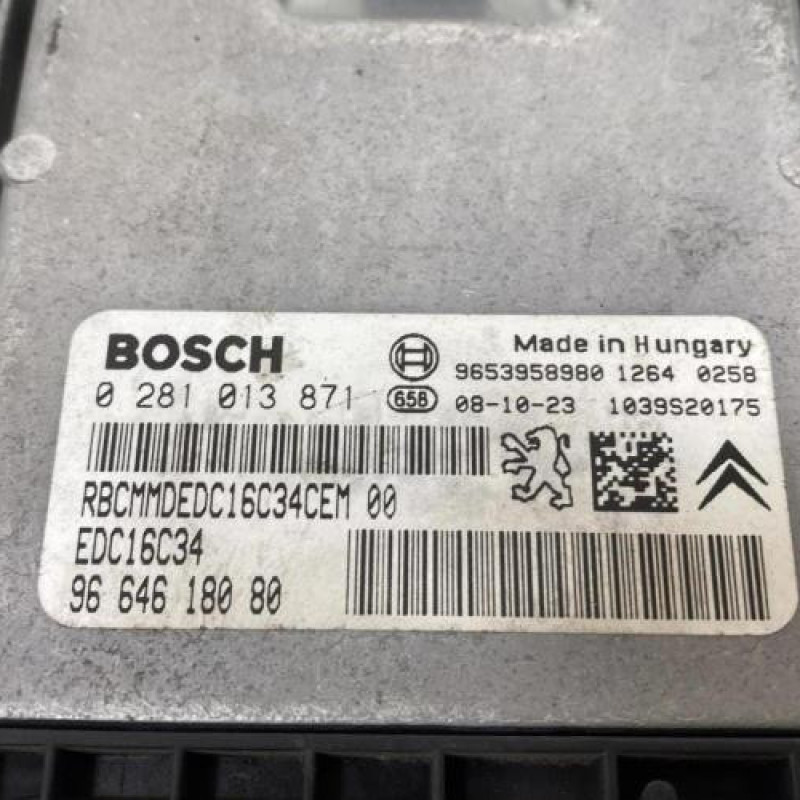 BOSCH
Made in Hungary
9653958980 1264 0258
0 281 013 871
65B 08-10-23 1039S20175
RBCMMDEDC16C34CEM 00
EDC16C34
96 646 180 80